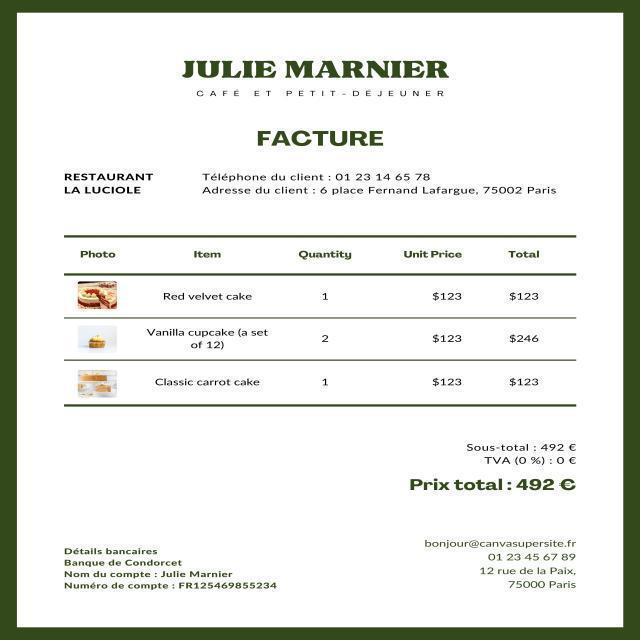 JULIE MARNIER
CAFÉ ET PETIT-DÉJEUNER
FACTURE
RESTAURANT
LA LUCIOLE
Téléphone du client : 01 23 14 65 78
Adresse du client : 6 place Fernand Lafargue, 75002 Paris
Photo Item Quantity Unit Price Total
Red velvet cake 1 $123 $123
Vanilla cupcake (a set
of 12) 2 $123 $246
Classic carrot cake 1 $123 $123
Sous-total : 492 €
TVA (0 %) : 0 €
Prix total : 492 €
Détails bancaires
Banque de Condorcet
Nom du compte : Julie Marnier
Numéro de compte : FR125469855234
bonjour@canvasupersite.fr
01 23 45 67 89
12 rue de la Paix,
75000 Paris